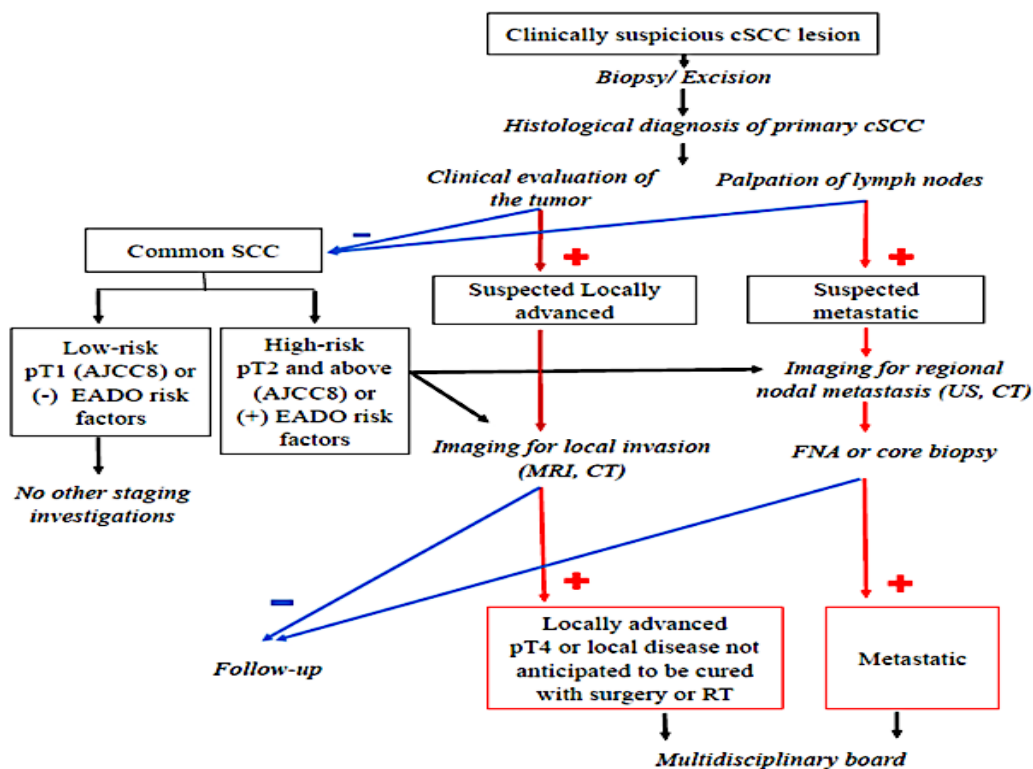 Clinically suspicious cSCC lesion
Biopsy/ Excision
Histological diagnosis of primary cSCC
Clinical evaluation of
the tumor
Palpation of lymph nodes
Common SCC
Suspected Locally
advanced
Suspected
metastatic
Low-risk
pT1 (AJCC8) or
(-) EADO risk
factors
High-risk
pT2 and above
(AJCC8) or
(+) EADO risk
factors
Imaging for regional
nodal metastasis (US, CT)
Imaging for local invasion
(MRI, CT)
FNA or core biopsy
No other staging
investigations
Locally advanced
pT4 or local disease not
anticipated to be cured
with surgery or RT
Metastatic
Follow-up
Multidisciplinary board